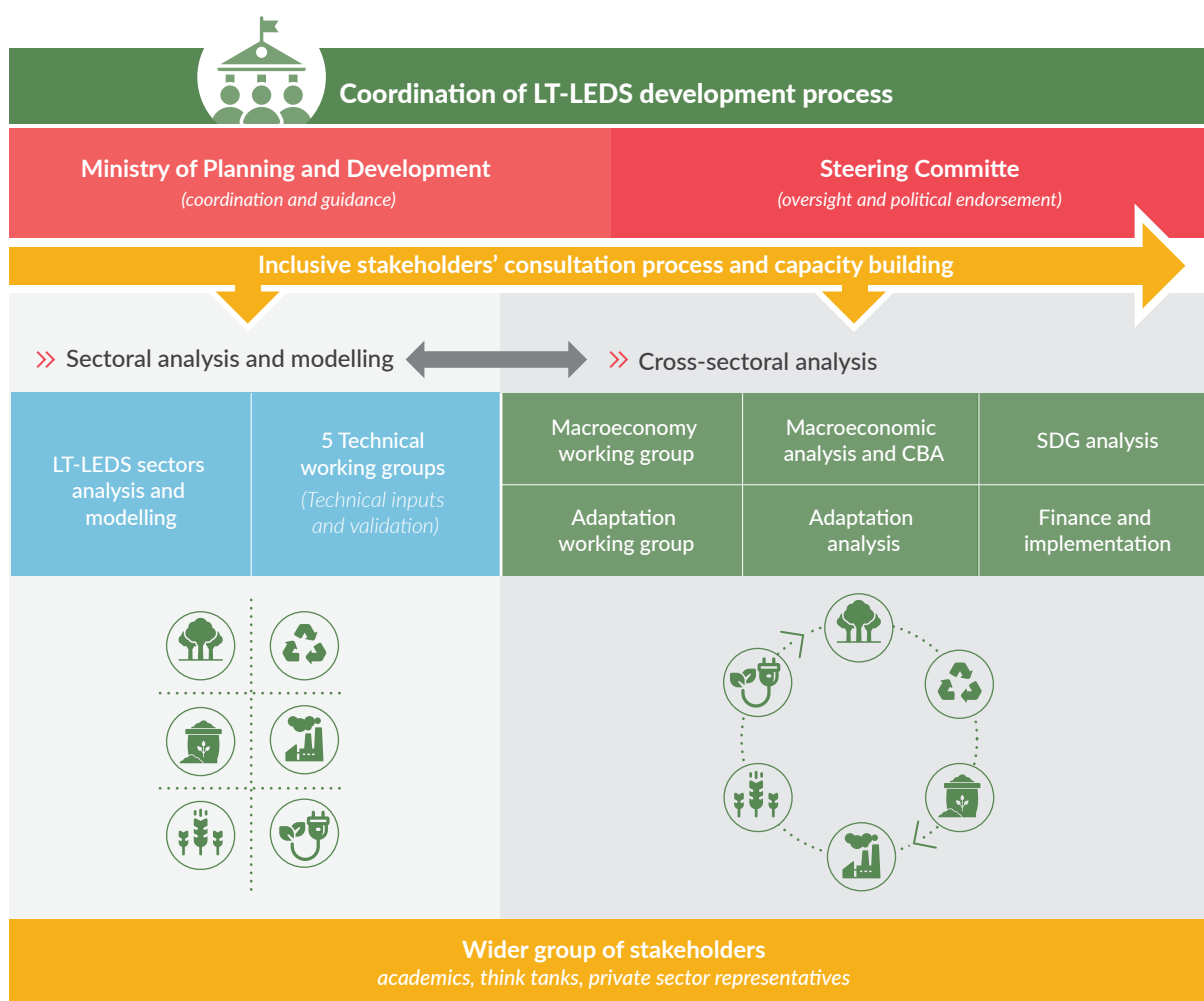 Coordination of LT-LEDS development process
Ministry of Planning and Development
(coordination and guidance)
Steering Committe
(oversight and political endorsement)
Inclusive stakeholders’ consultation process and capacity building
Sectoral analysis and modelling
Cross-sectoral analysis
LT-LEDS sectors
analysis and
modelling
5 Technical
working groups
(Technical inputs
and validation)
Macroeconomy
working group
Macroeconomic
analysis and CBA
SDG analysis
Adaptation
working group
Adaptation
analysis
Finance and
implementation
Wider group of stakeholders
academics, think tanks, private sector representatives